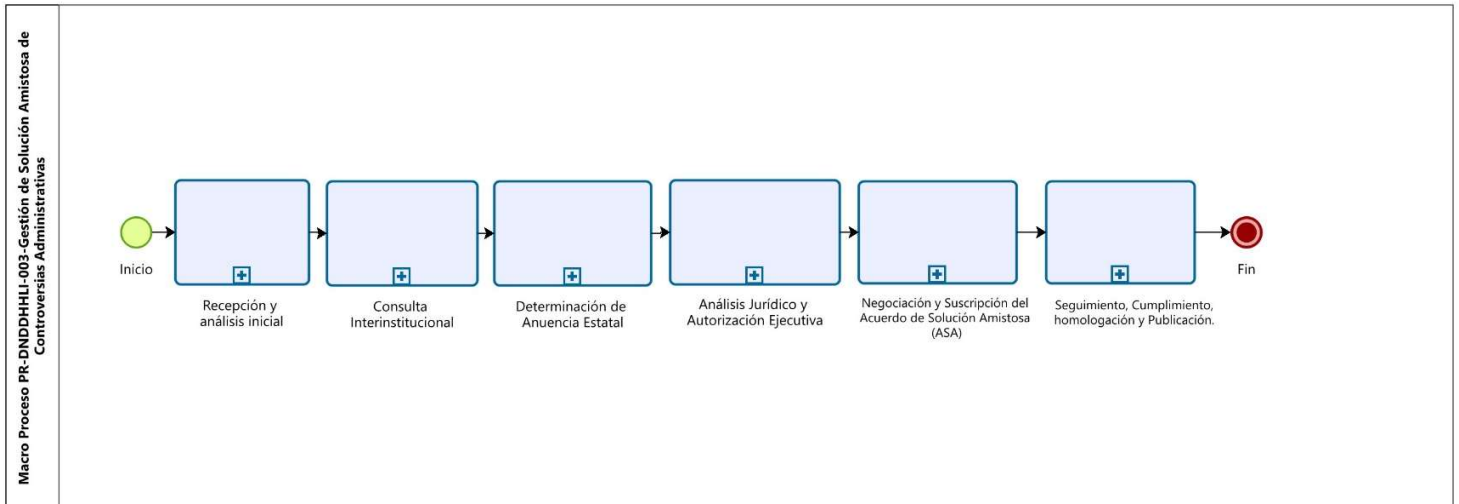 Macro Proceso PR-DNDDHHLI-003-Gestión de Solución Amistosa de
Controversias Administrativas
Inicio
Recepción y
análisis inicial
Consulta
Interinstitucional
Determinación de
Anuencia Estatal
Análisis Jurídico y
Autorización Ejecutiva
Negociación y Suscripción del
Acuerdo de Solución Amistosa
(ASA)
Seguimiento, Cumplimiento,
homologación y Publicación.
Fin